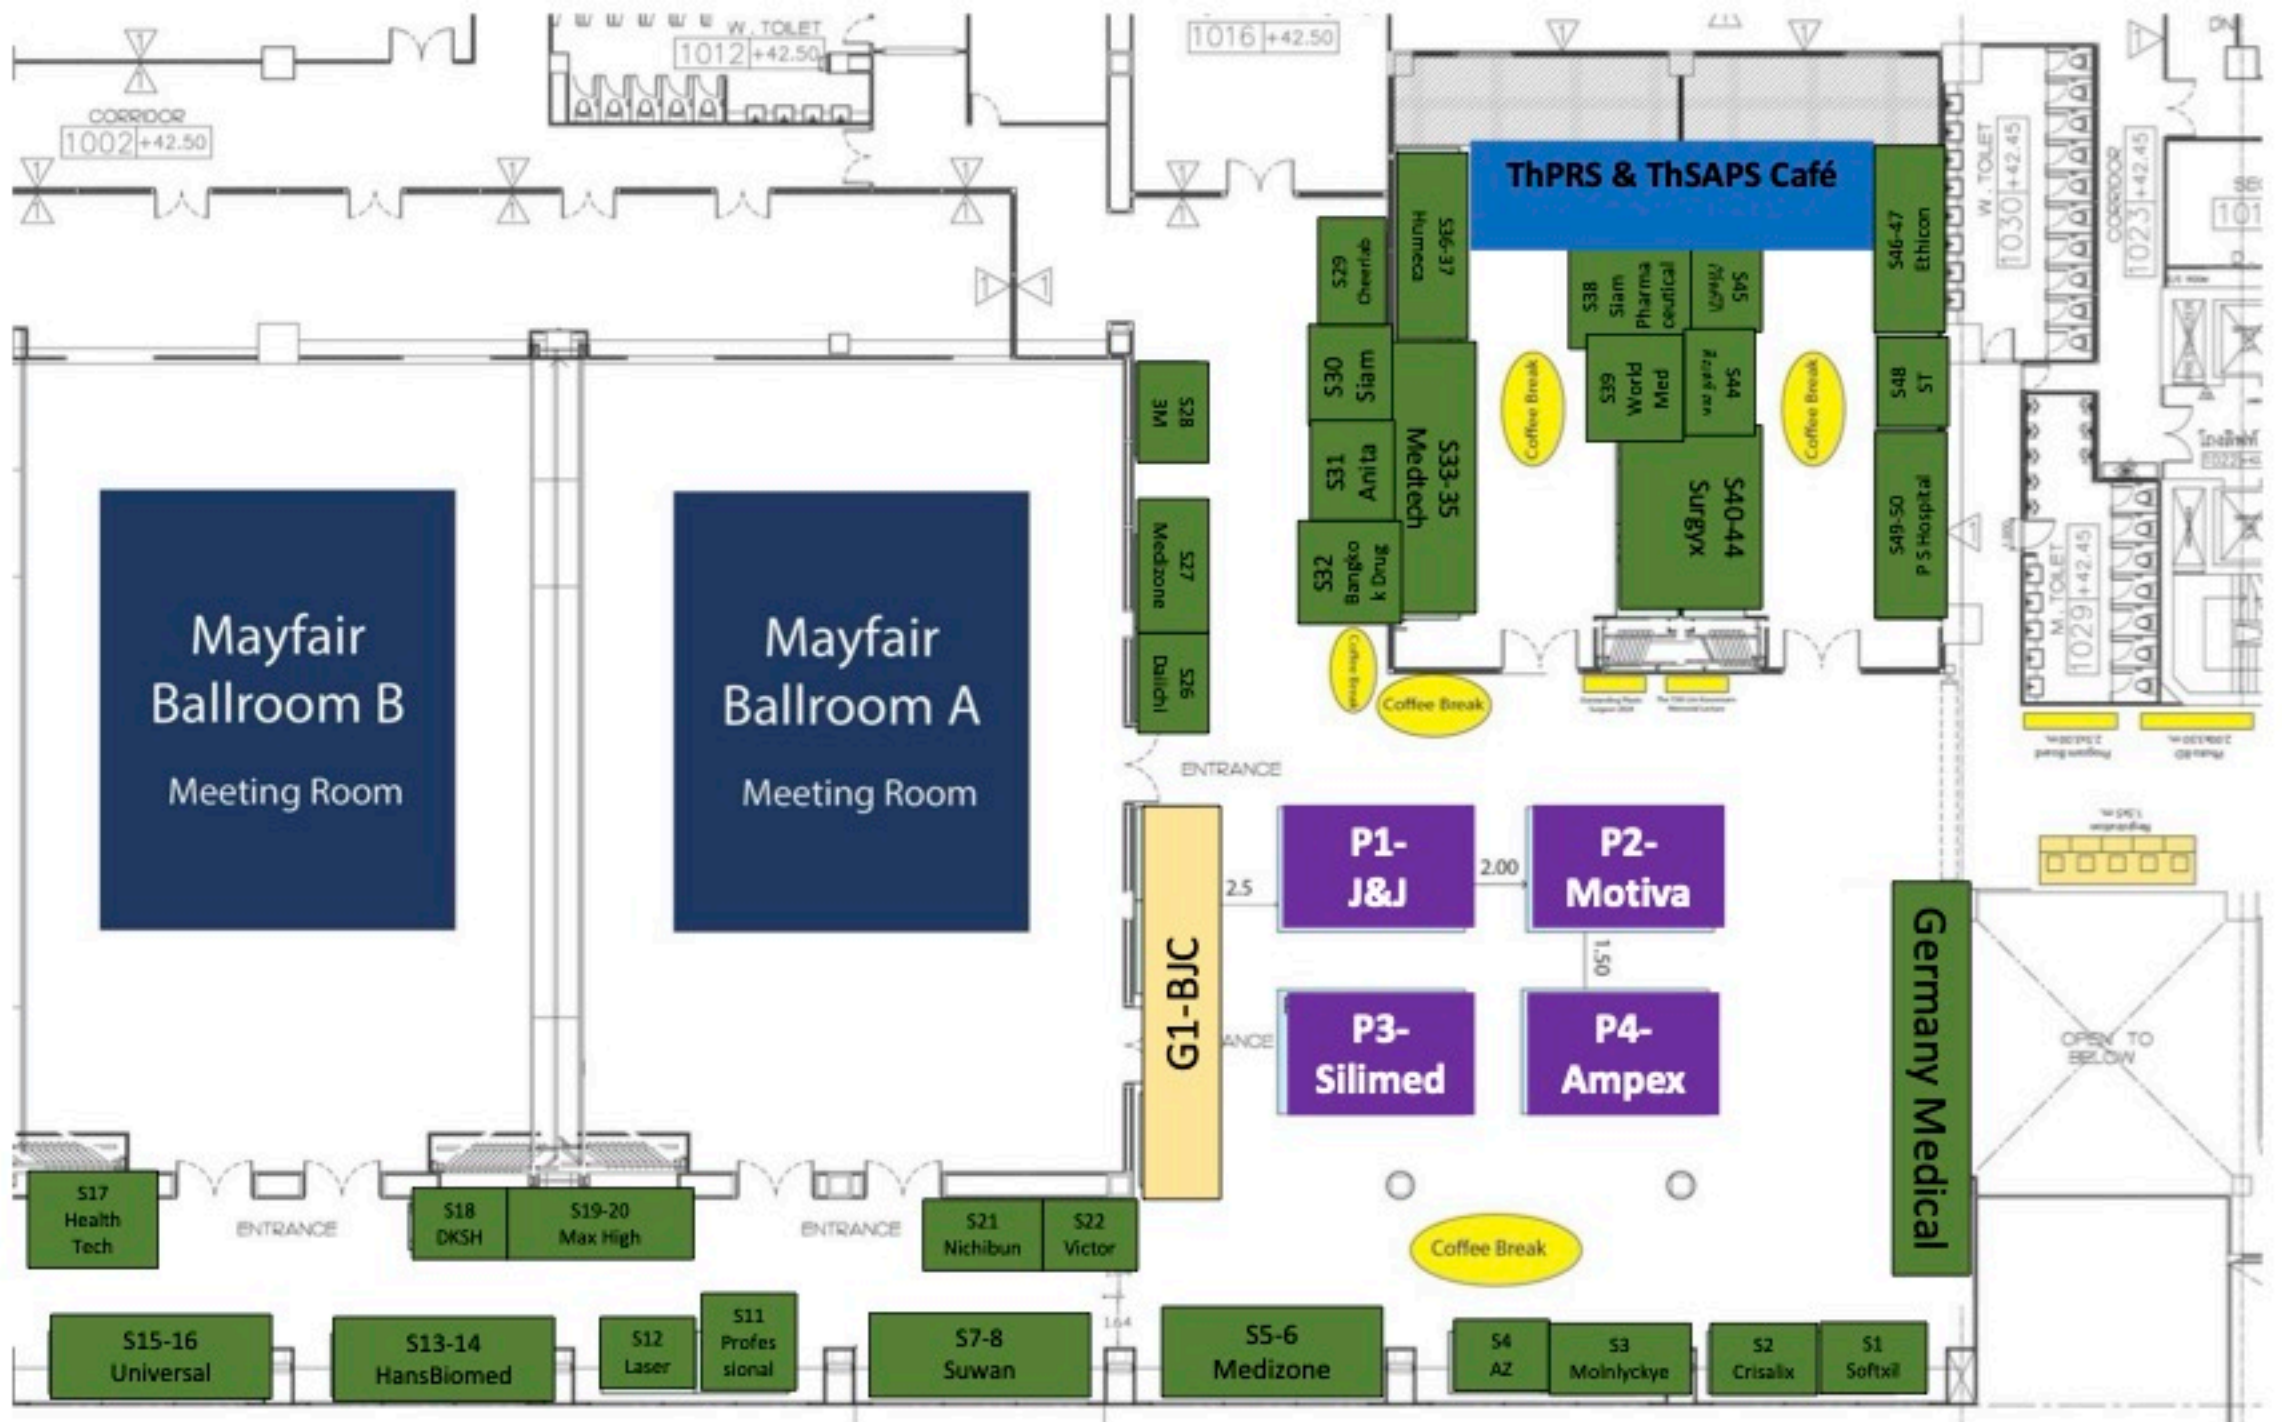 W. TOILET
1012 +42.50
1016 +42.50
CORRIDOR
1002 +42.50
W. TOILET
1030 +42.45
CORRIDOR
1023 +42.45
DN
ThPRS & ThSAPS Café
S29
Cheerlab
S36-37
Humeca
S38
Siam
Pharma
ceutical
S45
S46-47
Ethicon
S28
3M
S30
Siam
S31
Anita
S33-35
Medtech
S39
World
Med
S44
S48
ST
Coffee Break
Coffee Break
S27
Medizone
S32
Bangko
k Drug
S40-44
Surgyx
S49-50
P S Hospital
M. TOILET
1029 +42.45
S26
Daiichi
Coffee Break
Coffee Break
Mayfair
Ballroom B
Meeting Room
Mayfair
Ballroom A
Meeting Room
ENTRANCE
Program Board
Registration
G1-BJC
2.5
P1-
J&J
2.00
P2-
Motiva
1.50
ANCE
P3-
Silimed
P4-
Ampex
Germany Medical
OPEN TO
BELOW
S17
Health
Tech
ENTRANCE
S18
DKSH
S19-20
Max High
ENTRANCE
S21
Nichibun
S22
Victor
Coffee Break
1.64
S15-16
Universal
S13-14
HansBiomed
S12
Laser
S11
Profes
sional
S7-8
Suwan
S5-6
Medizone
S4
AZ
S3
Molnlyckye
S2
Crisalix
S1
Softxil